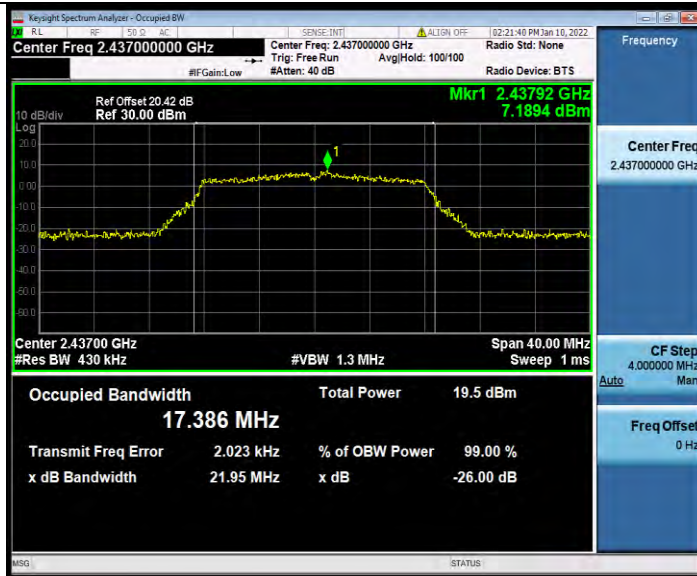 Keysight Spectrum Analyzer - Occupied BW
RL RF 50 Ω AC SENSE:INT ALIGN OFF 02:21:40 PM Jan 10, 2022
Center Freq 2.437000000 GHz
Center Freq: 2.437000000 GHz Radio Std: None
Trig: Free Run Avg|Hold: 100/100
#IFGain:Low #Atten: 40 dB Radio Device: BTS
Frequency
Ref Offset 20.42 dB Mkr1 2.43792 GHz
10 dB/div Ref 30.00 dBm 7.1894 dBm
Log
20.0
10.0
0.00
-10.0
-20.0
-30.0
-40.0
-50.0
-60.0
1
Center Freq
2.437000000 GHz
Center 2.43700 GHz Span 40.00 MHz
#Res BW 430 kHz #VBW 1.3 MHz Sweep 1 ms
CF Step
4.000000 MHz
Auto Man
Occupied Bandwidth Total Power 19.5 dBm
17.386 MHz
Freq Offset
0 Hz
Transmit Freq Error 2.023 kHz % of OBW Power 99.00 %
x dB Bandwidth 21.95 MHz x dB -26.00 dB
MSG STATUS